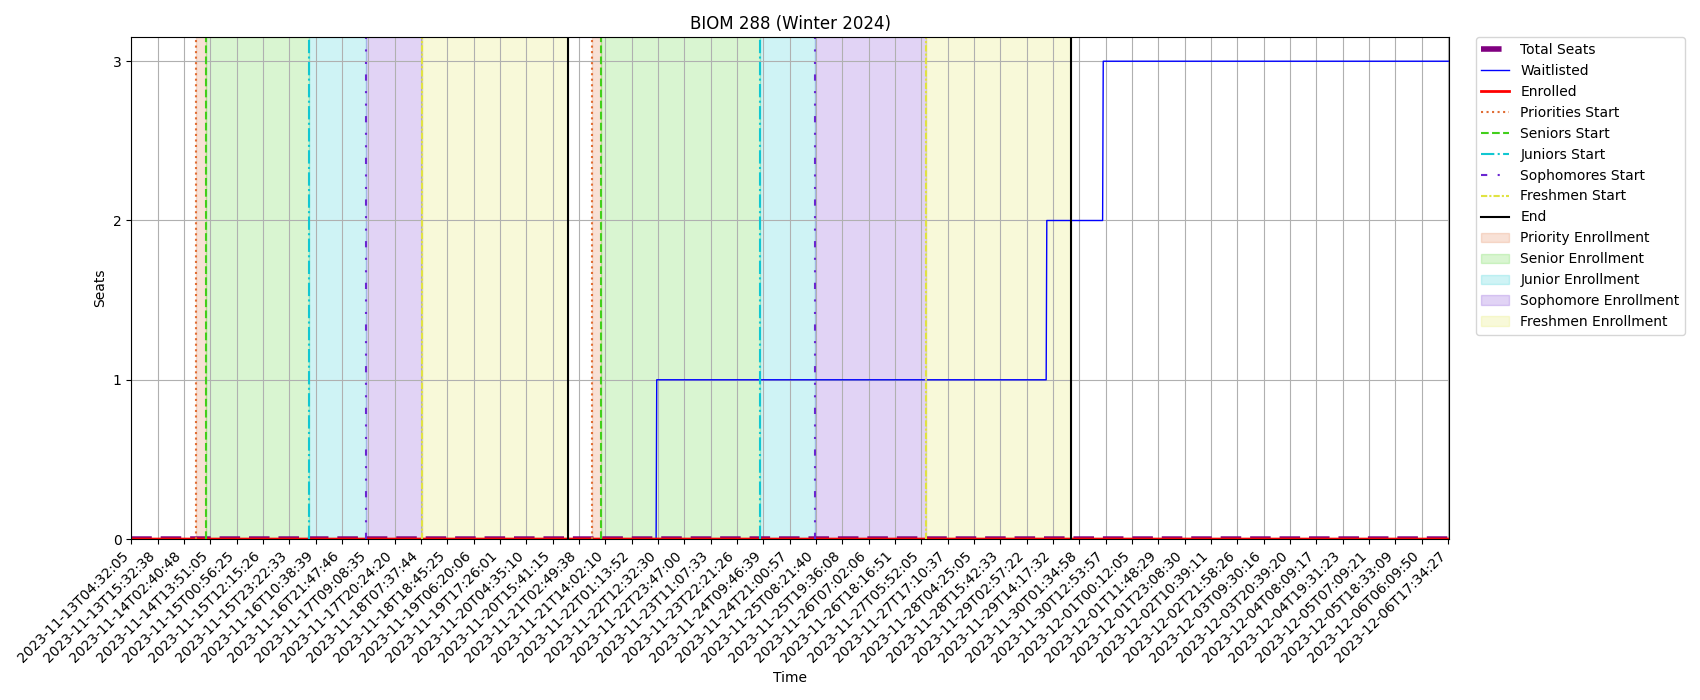 BIOM 288 (Winter 2024)
Seats
3
2
1
0
2023-11-13T04:32:05
2023-11-13T15:32:38
2023-11-14T02:40:48
2023-11-14T13:51:05
2023-11-15T00:56:25
2023-11-15T12:15:26
2023-11-15T23:22:33
2023-11-16T10:38:39
2023-11-16T21:47:46
2023-11-17T09:08:35
2023-11-17T20:24:20
2023-11-18T07:37:44
2023-11-18T18:45:25
2023-11-19T06:20:06
2023-11-19T17:26:01
2023-11-20T04:35:10
2023-11-20T15:41:15
2023-11-21T02:49:38
2023-11-21T14:02:10
2023-11-22T01:13:52
2023-11-22T12:32:30
2023-11-22T23:47:00
2023-11-23T11:07:33
2023-11-23T22:21:26
2023-11-24T09:46:39
2023-11-24T21:00:57
2023-11-25T08:21:40
2023-11-25T19:36:08
2023-11-26T07:02:06
2023-11-26T18:16:51
2023-11-27T05:52:05
2023-11-27T17:10:37
2023-11-28T04:25:05
2023-11-28T15:42:33
2023-11-29T02:57:22
2023-11-29T14:17:32
2023-11-30T01:34:58
2023-11-30T12:53:57
2023-12-01T00:12:05
2023-12-01T11:48:29
2023-12-01T23:08:30
2023-12-02T10:39:11
2023-12-02T21:58:26
2023-12-03T09:30:16
2023-12-03T20:39:20
2023-12-04T08:09:17
2023-12-04T19:31:23
2023-12-05T07:09:21
2023-12-05T18:33:09
2023-12-06T06:09:50
2023-12-06T17:34:27
Time
Total Seats
Waitlisted
Enrolled
Priorities Start
Seniors Start
Juniors Start
Sophomores Start
Freshmen Start
End
Priority Enrollment
Senior Enrollment
Junior Enrollment
Sophomore Enrollment
Freshmen Enrollment